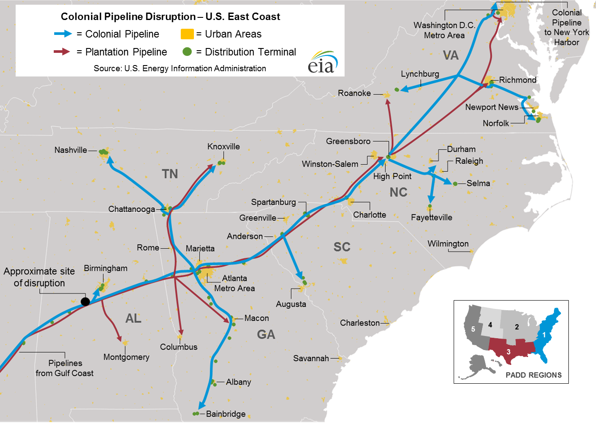 Colonial Pipeline Disruption – U.S. East Coast
= Colonial Pipeline
= Urban Areas
= Plantation Pipeline
= Distribution Terminal
Source: U.S. Energy Information Administration
eia
Washington D.C.
Metro Area
Colonial
Pipeline
to New York
Harbor
VA
Lynchburg
Richmond
Roanoke
Newport News
Norfolk
Greensboro
Durham
Nashville
Knoxville
Winston-Salem
Raleigh
TN
High Point
NC
Selma
Chattanooga
Spartanburg
Charlotte
Fayetteville
Greenville
Anderson
Rome
Marietta
SC
Wilmington
Approximate site
of disruption
Birmingham
Atlanta
Metro Area
Augusta
AL
Macon
GA
Charleston
Pipelines
from Gulf Coast
Montgomery
Columbus
Savannah
Albany
Bainbridge
5
4
2
1
3
PADD REGIONS